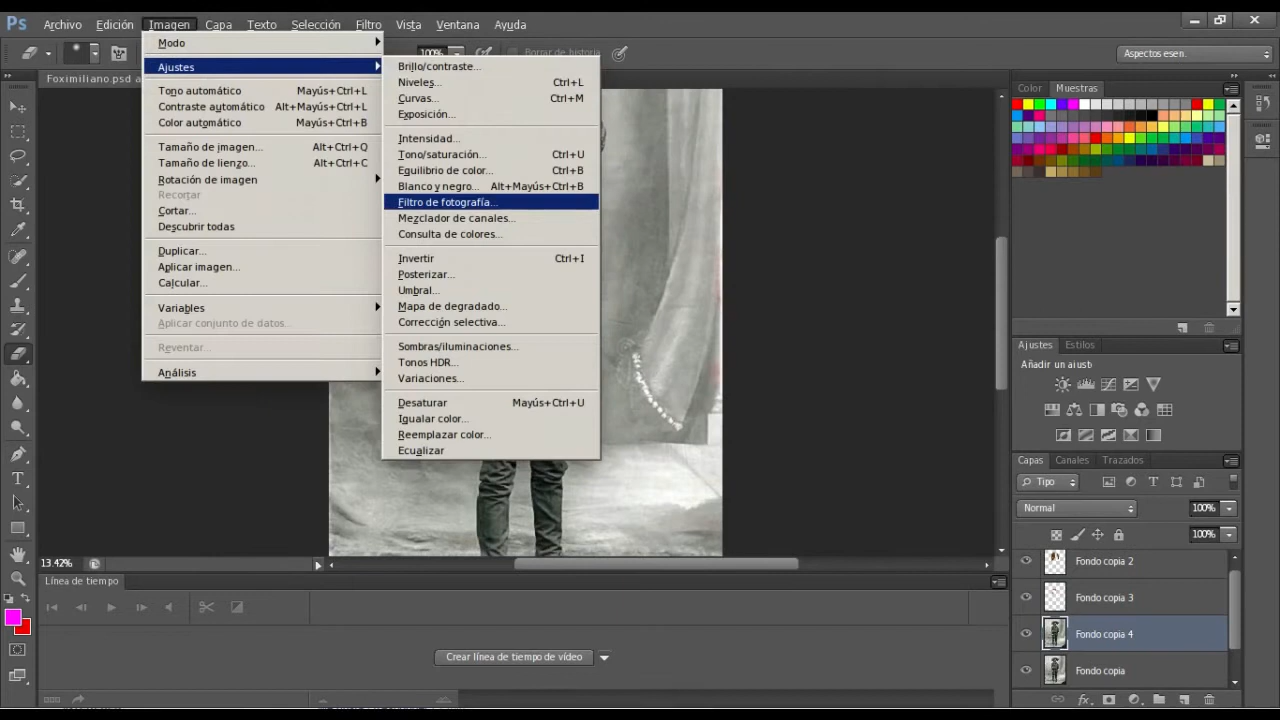 Ps Archivo Edición Imagen Capa Texto Selección Filtro Vista Ventana Ayuda
100% Borrar de historia Aspectos esen.
Foximiliano.psd a
Modo
Ajustes
Tono automático Mayús+Ctrl+L
Contraste automático Alt+Mayús+Ctrl+L
Color automático Mayús+Ctrl+B
Tamaño de imagen... Alt+Ctrl+Q
Tamaño de lienzo... Alt+Ctrl+C
Rotación de imagen
Recortar
Cortar...
Descubrir todas
Duplicar...
Aplicar imagen...
Calcular...
Variables
Aplicar conjunto de datos...
Reventar...
Análisis
Brillo/contraste...
Niveles... Ctrl+L
Curvas... Ctrl+M
Exposición...
Intensidad...
Tono/saturación... Ctrl+U
Equilibrio de color... Ctrl+B
Blanco y negro... Alt+Mayús+Ctrl+B
Filtro de fotografía...
Mezclador de canales...
Consulta de colores...
Invertir Ctrl+I
Posterizar...
Umbral...
Mapa de degradado...
Corrección selectiva...
Sombras/iluminaciones...
Tonos HDR...
Variaciones...
Desaturar Mayús+Ctrl+U
Igualar color...
Reemplazar color...
Ecualizar
Color Muestras
Ajustes Estilos
Añadir un ajust
Capas Canales Trazados
Tipo
Normal 100%
100%
Fondo copia 2
Fondo copia 3
Fondo copia 4
Fondo copia
13.42%
Línea de tiempo
Crear línea de tiempo de vídeo